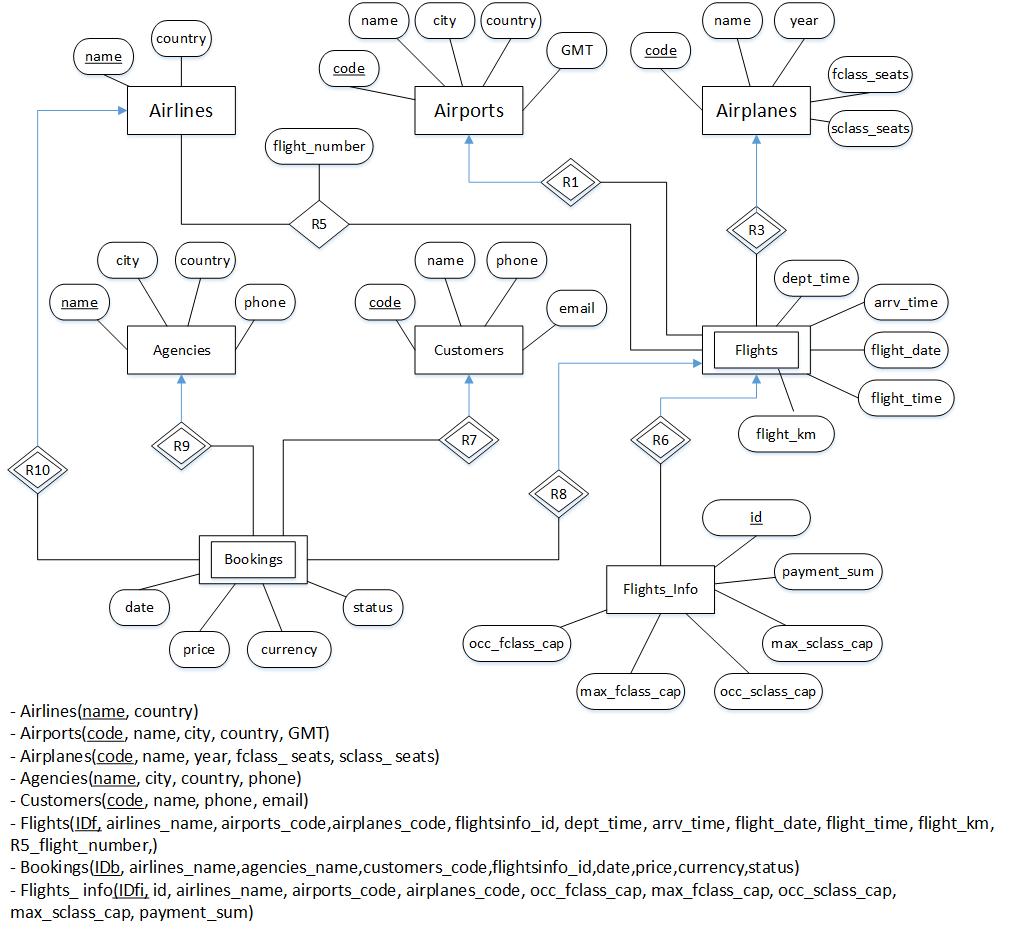 name
city
country
name
year
country
name
code
GMT
code
fclass_seats
Airlines
Airports
Airplanes
sclass_seats
flight_number
R1
R5
R3
city
country
name
phone
dept_time
name
phone
code
email
arrv_time
Agencies
Customers
Flights
flight_date
flight_time
flight_km
R9
R7
R6
R10
R8
id
Bookings
payment_sum
Flights_Info
date
status
price
currency
occ_fclass_cap
max_sclass_cap
max_fclass_cap
occ_sclass_cap
- Airlines(name, country)
- Airports(code, name, city, country, GMT)
- Airplanes(code, name, year, fclass_ seats, sclass_ seats)
- Agencies(name, city, country, phone)
- Customers(code, name, phone, email)
- Flights(IDf, airlines_name, airports_code,airplanes_code, flightsinfo_id, dept_time, arrv_time, flight_date, flight_time, flight_km,
R5_flight_number,)
- Bookings(IDb, airlines_name,agencies_name,customers_code,flightsinfo_id,date,price,currency,status)
- Flights_ info(IDfi, id, airlines_name, airports_code, airplanes_code, occ_fclass_cap, max_fclass_cap, occ_sclass_cap,
max_sclass_cap, payment_sum)